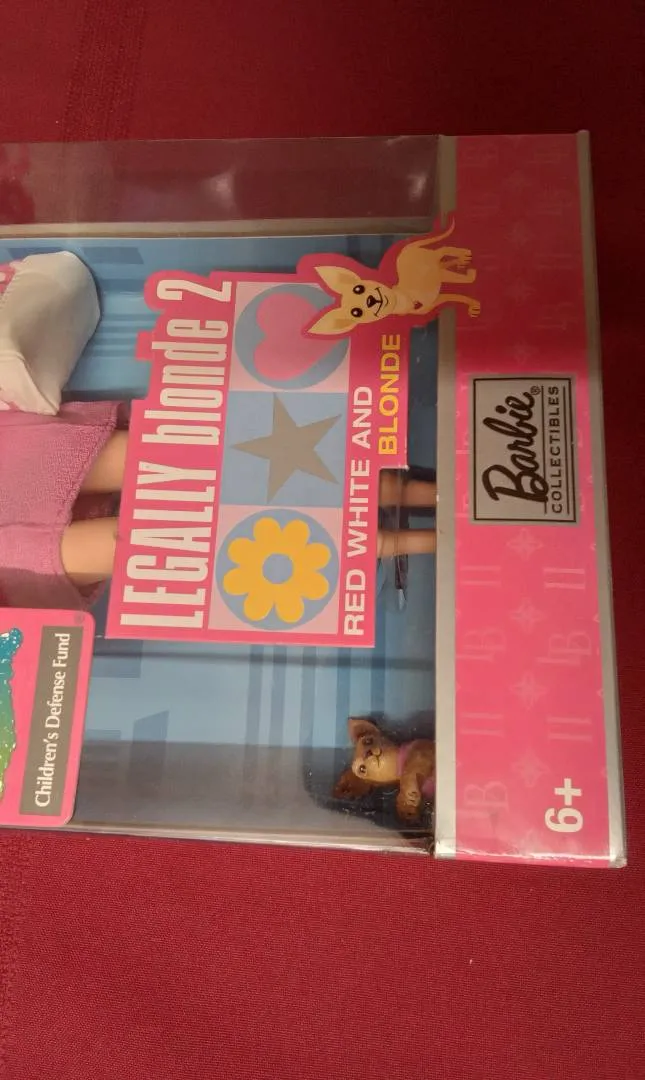 LEGALLY blonde 2
RED WHITE AND
BLONDE
Children's Defense Fund
Barbie®
COLLECTIBLES
6+